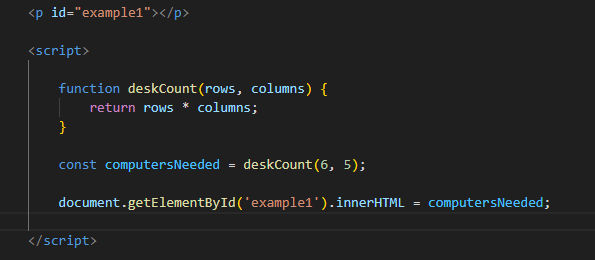 <p id="example1"></p>
<script>
function deskCount(rows, columns) {
return rows * columns;
}
const computersNeeded = deskCount(6, 5);
document.getElementById('example1').innerHTML = computersNeeded;
</script>